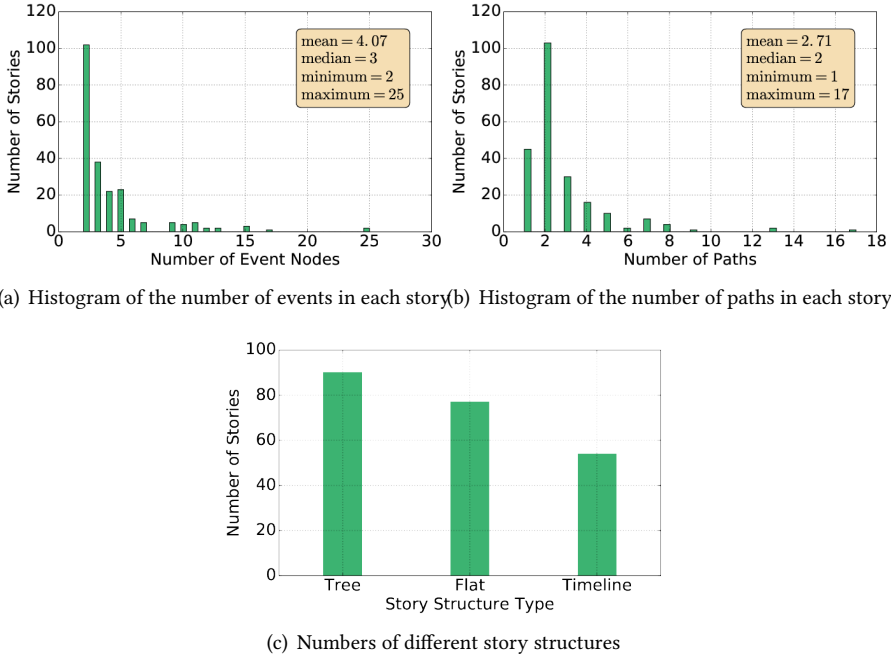 120
100
80
60
40
20
0
Number of Stories
mean = 4.07
median = 3
minimum = 2
maximum = 25
0 5 10 15 20 25 30
Number of Event Nodes
(a) Histogram of the number of events in each story
120
100
80
60
40
20
0
Number of Stories
mean = 2.71
median = 2
minimum = 1
maximum = 17
0 2 4 6 8 10 12 14 16 18
Number of Paths
(b) Histogram of the number of paths in each story
100
80
60
40
20
0
Number of Stories
Tree Flat Timeline
Story Structure Type
(c) Numbers of different story structures